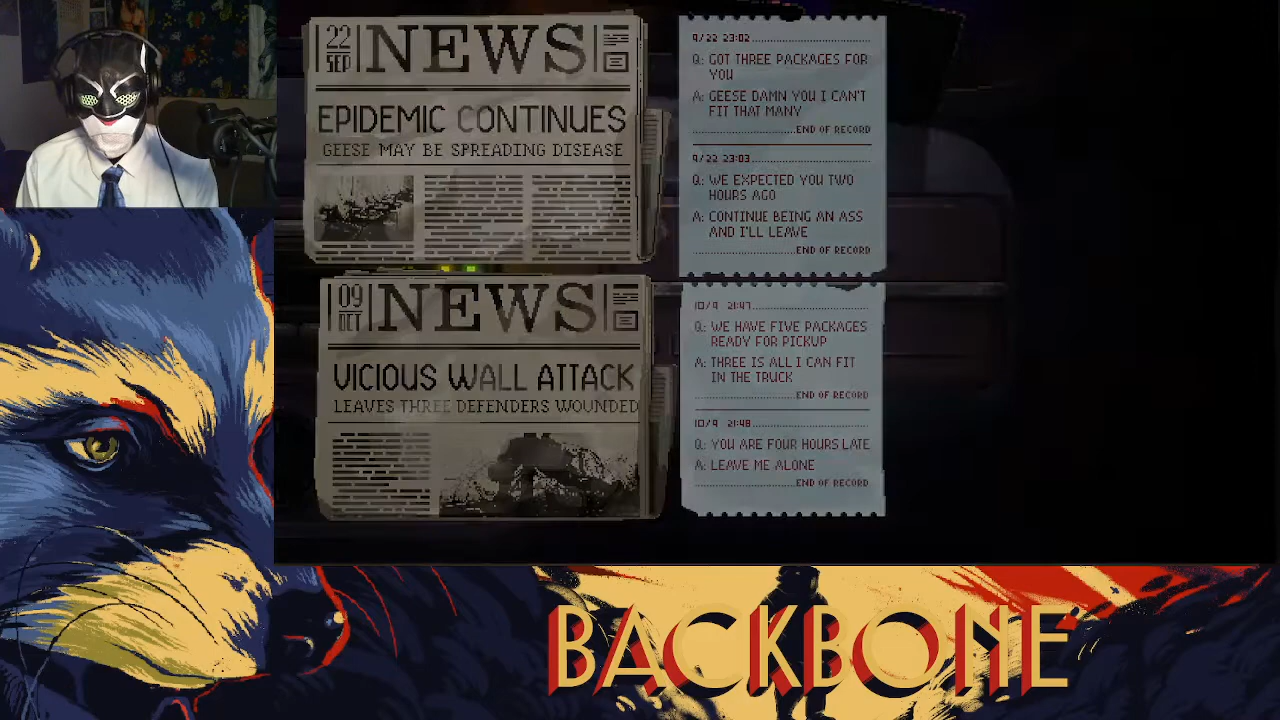 22
SEP
NEWS
EPIDEMIC CONTINUES
GEESE MAY BE SPREADING DISEASE
9/22 23:02
Q: GOT THREE PACKAGES FOR
YOU
A: GEESE DAMN YOU I CAN'T
FIT THAT MANY
END OF RECORD
9/22 23:03
Q: WE EXPECTED YOU TWO
HOURS AGO
A: CONTINUE BEING AN ASS
AND I'LL LEAVE
END OF RECORD
09
OCT
NEWS
VICIOUS WALL ATTACK
LEAVES THREE DEFENDERS WOUNDED
10/9 21:47
Q: WE HAVE FIVE PACKAGES
READY FOR PICKUP
A: THREE IS ALL I CAN FIT
IN THE TRUCK
END OF RECORD
10/9 21:48
Q: YOU ARE FOUR HOURS LATE
A: LEAVE ME ALONE
END OF RECORD
BACKBONE